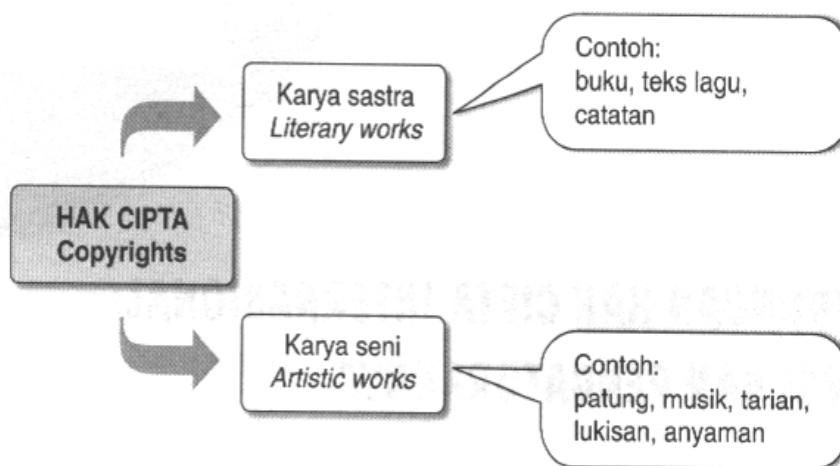 Karya sastra
Literary works
Contoh:
buku, teks lagu,
catatan
HAK CIPTA
Copyrights
Karya seni
Artistic works
Contoh:
patung, musik, tarian,
lukisan, anyaman